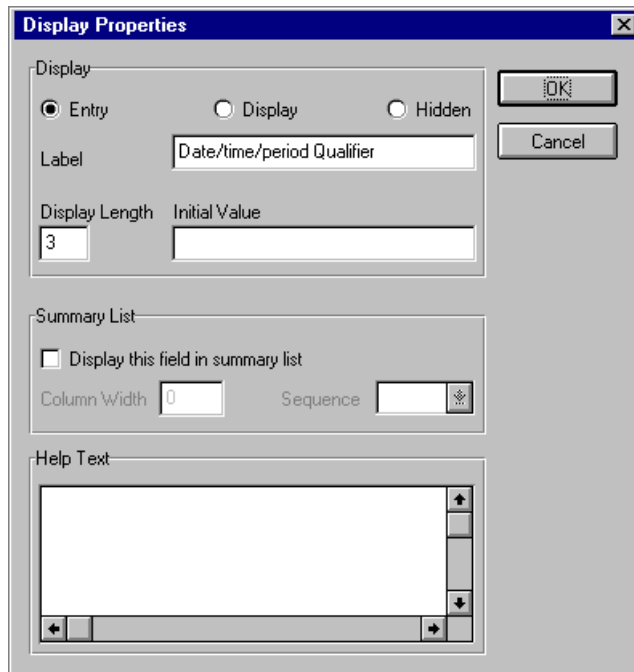 Display Properties
Display
OK
Entry Display Hidden
Cancel
Label Date/time/period Qualifier
Display Length Initial Value
3
Summary List
Display this field in summary list
Column Width 0 Sequence
Help Text